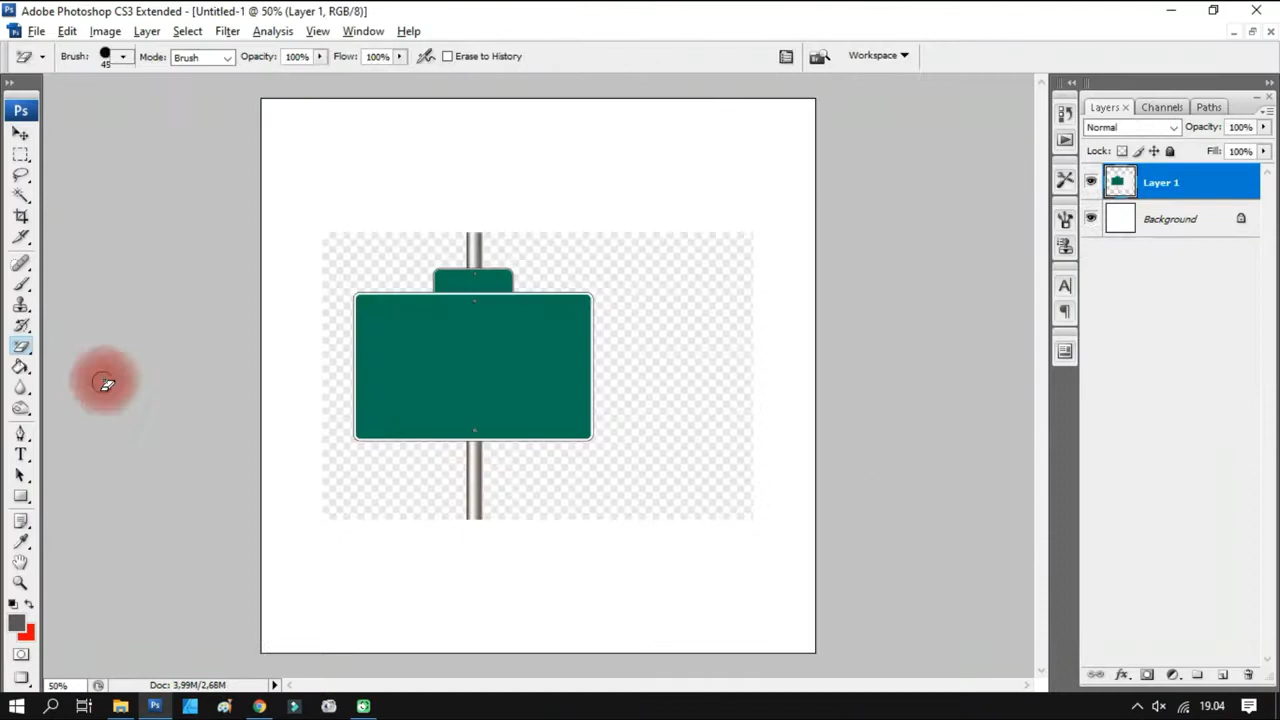 Adobe Photoshop CS3 Extended - [Untitled-1 @ 50% (Layer 1, RGB/8)]
File Edit Image Layer Select Filter Analysis View Window Help
Brush: 45 Mode: Brush Opacity: 100% Flow: 100% Erase to History Workspace
Ps
Layers Channels Paths
Normal Opacity: 100%
Lock: Fill: 100%
Layer 1
Background
50% Doc: 3,99M/2,68M
19.04